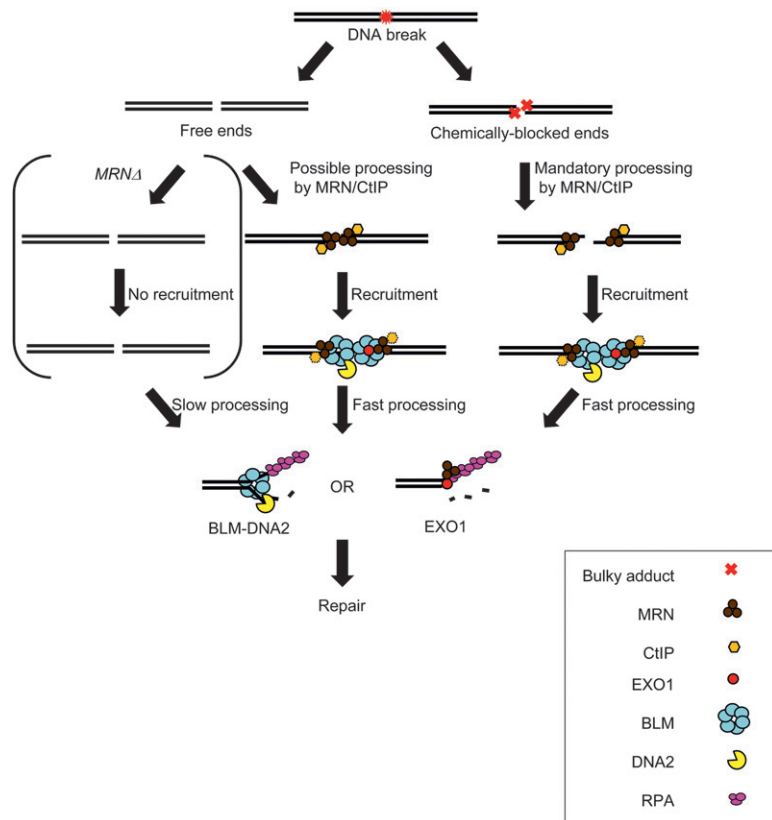 DNA break
Free ends
Chemically-blocked ends
MRNΔ
Possible processing
by MRN/CtIP
Mandatory processing
by MRN/CtIP
No recruitment
Recruitment
Recruitment
Slow processing
Fast processing
Fast processing
BLM-DNA2
OR
EXO1
Repair
Bulky adduct
MRN
CtIP
EXO1
BLM
DNA2
RPA